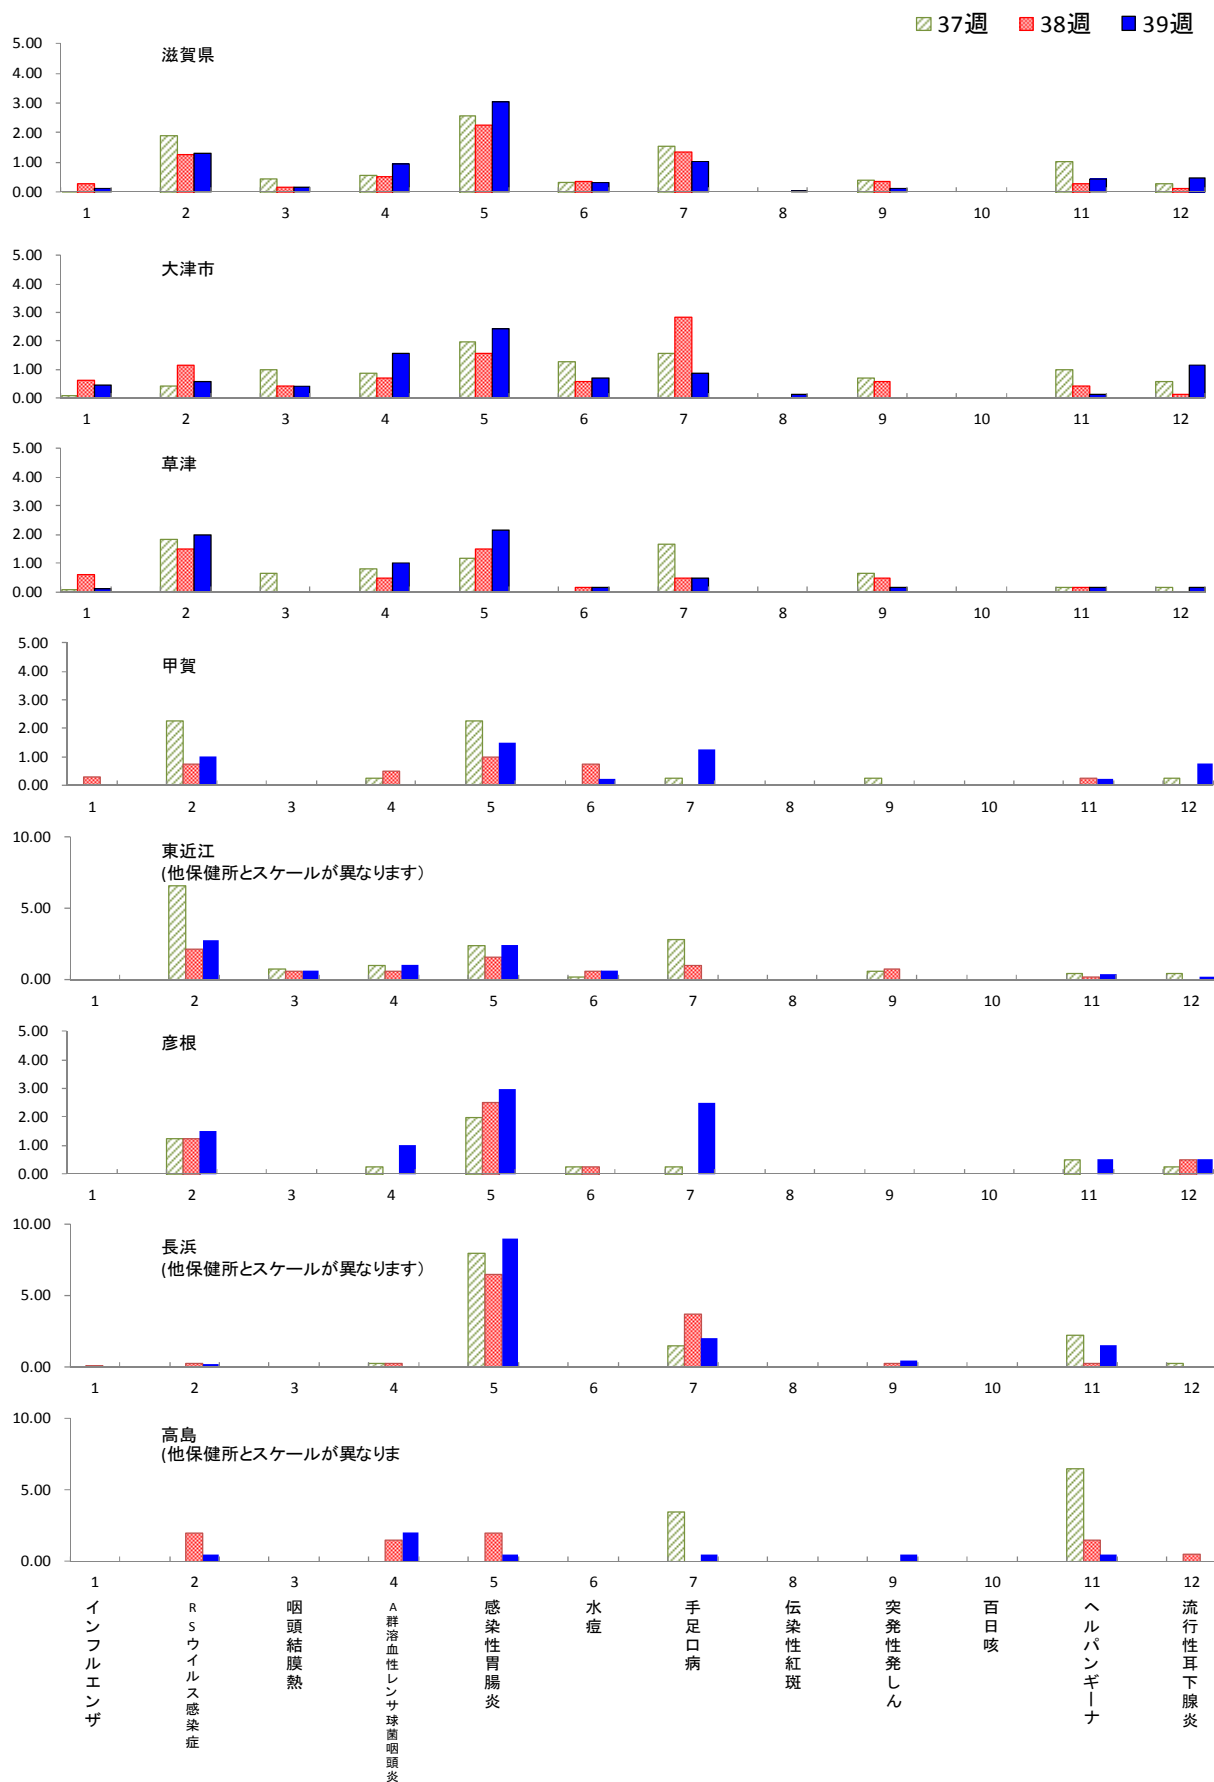 37週 38週 39週
滋賀県
5.00
4.00
3.00
2.00
1.00
0.00
1 2 3 4 5 6 7 8 9 10 11 12
大津市
5.00
4.00
3.00
2.00
1.00
0.00
1 2 3 4 5 6 7 8 9 10 11 12
草津
5.00
4.00
3.00
2.00
1.00
0.00
1 2 3 4 5 6 7 8 9 10 11 12
甲賀
5.00
4.00
3.00
2.00
1.00
0.00
1 2 3 4 5 6 7 8 9 10 11 12
東近江
(他保健所とスケールが異なります)
10.00
5.00
0.00
1 2 3 4 5 6 7 8 9 10 11 12
彦根
5.00
4.00
3.00
2.00
1.00
0.00
1 2 3 4 5 6 7 8 9 10 11 12
長浜
(他保健所とスケールが異なります)
10.00
5.00
0.00
1 2 3 4 5 6 7 8 9 10 11 12
高島
(他保健所とスケールが異なりま
10.00
5.00
0.00
1 2 3 4 5 6 7 8 9 10 11 12
インフルエンザ
RSウイルス感染症
咽頭結膜熱
A群溶血性レンサ球菌咽頭炎
感染性胃腸炎
水痘
手足口病
伝染性紅斑
突発性発しん
百日咳
ヘルパンギーナ
流行性耳下腺炎